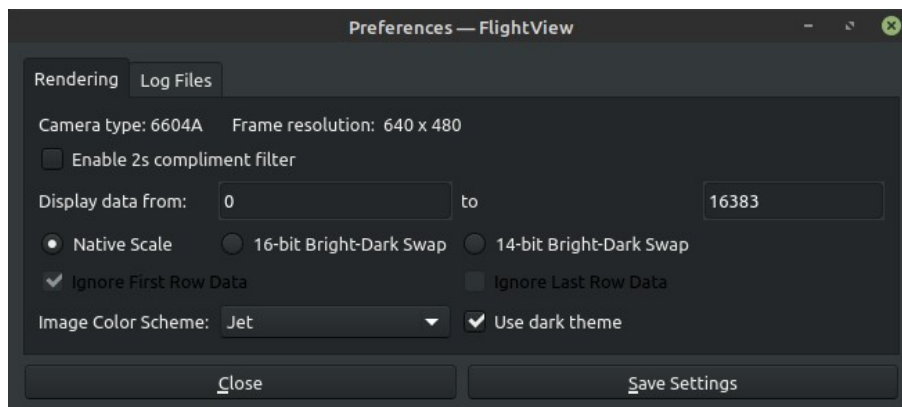 Preferences — FlightView
Rendering Log Files
Camera type: 6604A Frame resolution: 640 x 480
Enable 2s compliment filter
Display data from: 0 to 16383
Native Scale 16-bit Bright-Dark Swap 14-bit Bright-Dark Swap
Ignore First Row Data Ignore Last Row Data
Image Color Scheme: Jet Use dark theme
Close Save Settings